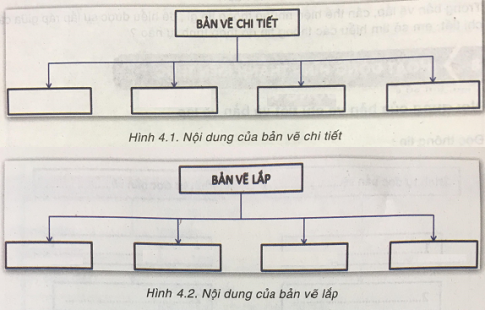 BẢN VẼ CHI TIẾT
Hình 4.1. Nội dung của bản vẽ chi tiết
BẢN VẼ LẮP
Hình 4.2. Nội dung của bản vẽ lắp